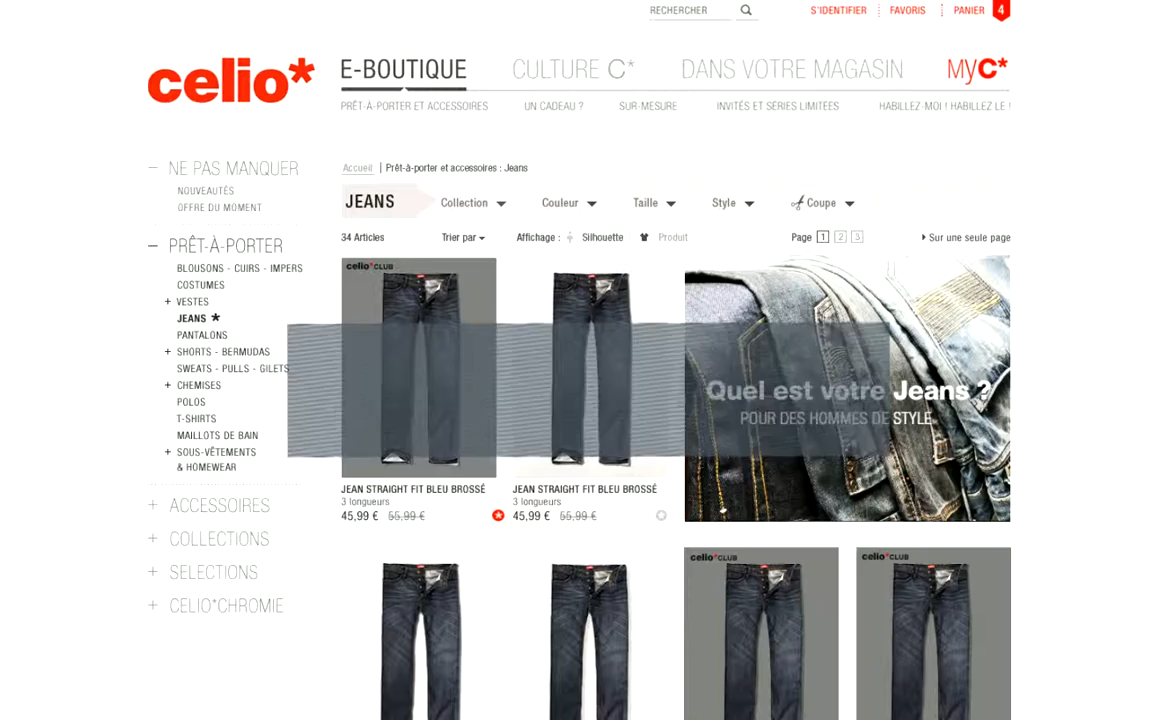 RECHERCHER
S'IDENTIFIER
FAVORIS
PANIER 4
celio*
E-BOUTIQUE
CULTURE C*
DANS VOTRE MAGASIN
MYC*
PRÊT-À-PORTER ET ACCESSOIRES
UN CADEAU ?
SUR-MESURE
INVITÉS ET SÉRIES LIMITEES
HABILLEZ-MOI ! HABILLEZ LE !
— NE PAS MANQUER
NOUVEAUTÉS
OFFRE DU MOMENT
— PRÊT-À-PORTER
BLOUSONS - CUIRS - IMPERS
COSTUMES
+ VESTES
JEANS *
PANTALONS
+ SHORTS - BERMUDAS
SWEATS - PULLS - GILETS
+ CHEMISES
POLOS
T-SHIRTS
MAILLOTS DE BAIN
+ SOUS-VÊTEMENTS
& HOMEWEAR
+ ACCESSOIRES
+ COLLECTIONS
+ SELECTIONS
+ CELIO*CHROMIE
Accueil | Prêt-à-porter et accessoires : Jeans
JEANS
Collection
Couleur
Taille
Style
Coupe
34 Articles
Trier par
Affichage : Silhouette Produit
Page 1 2 3
Sur une seule page
celio*CLUB
Quel est votre Jeans ?
POUR DES HOMMES DE STYLE
JEAN STRAIGHT FIT BLEU BROSSÉ
3 longueurs
45,99 € 55,99 €
JEAN STRAIGHT FIT BLEU BROSSÉ
3 longueurs
45,99 € 55,99 €
celio*CLUB
celio*CLUB